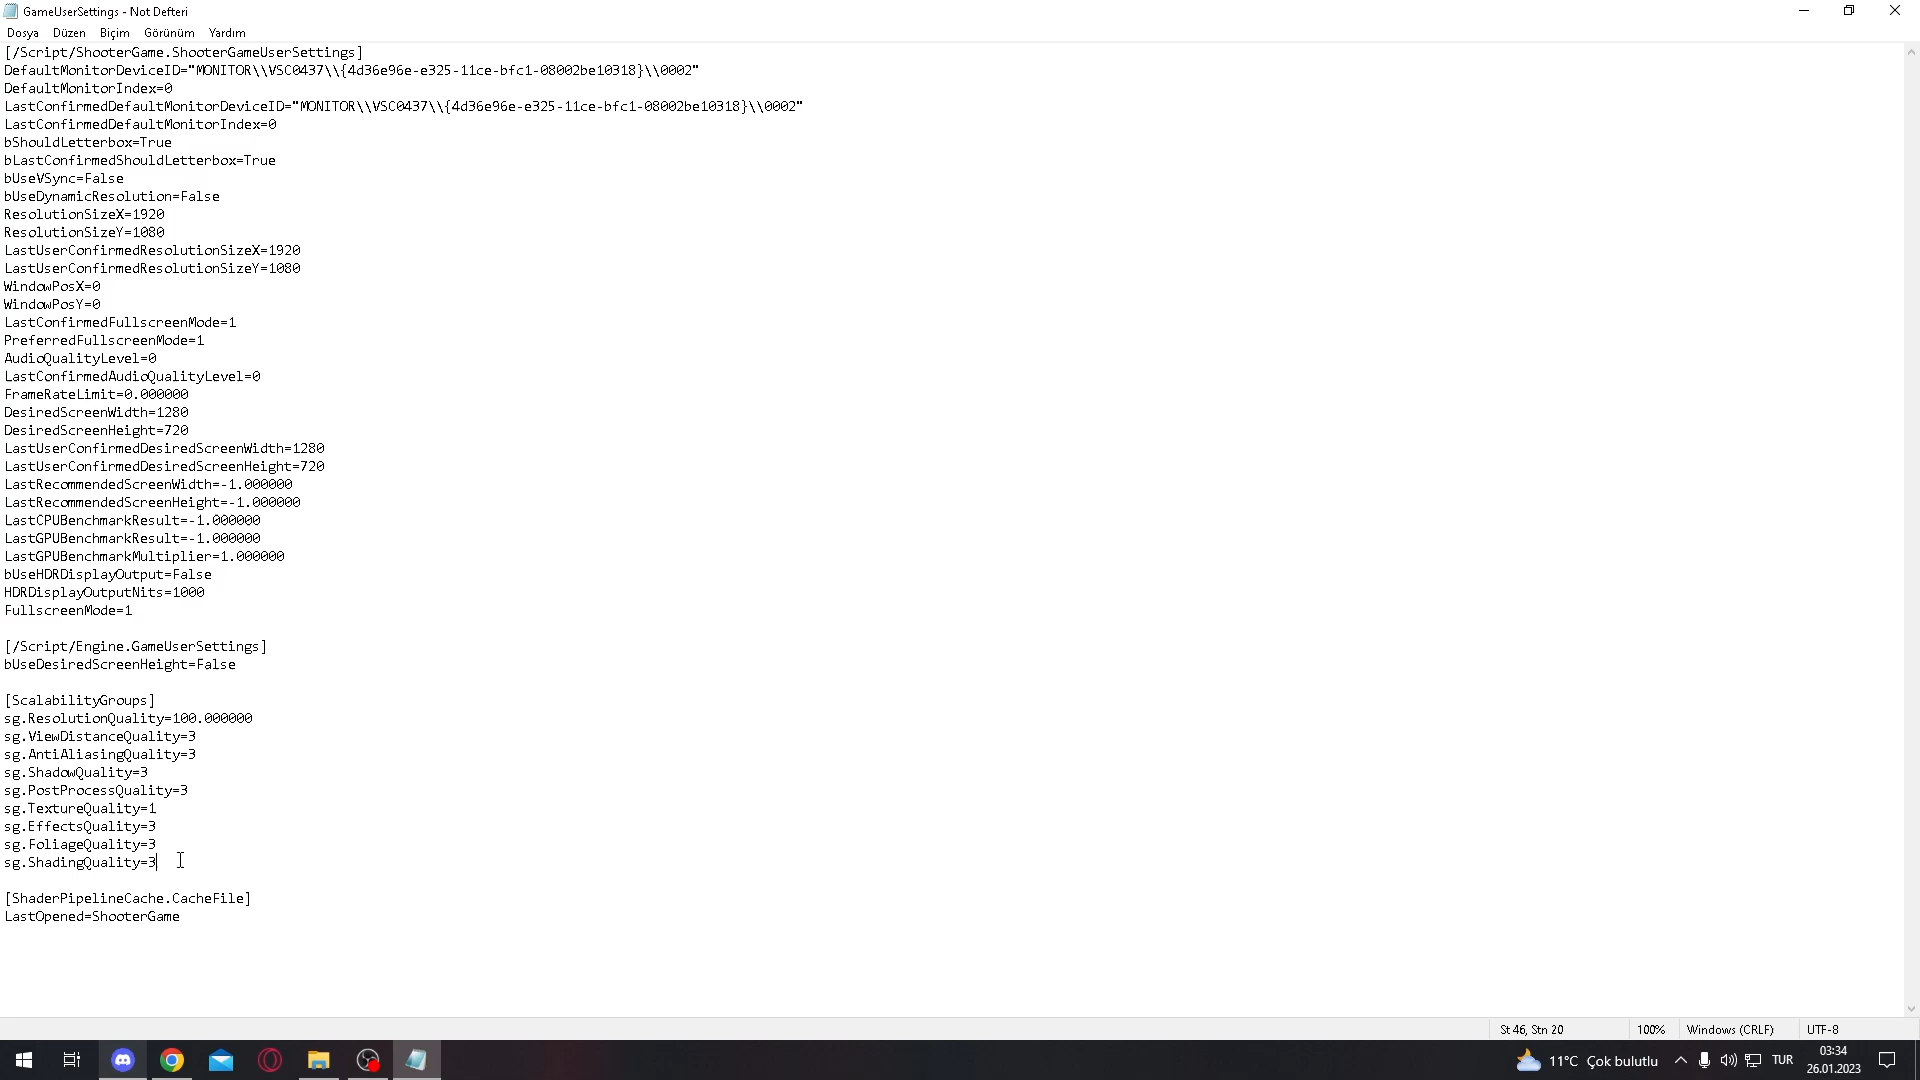 GameUserSettings - Not Defteri
Dosya Düzen Biçim Görünüm Yardım
[/Script/ShooterGame.ShooterGameUserSettings]
DefaultMonitorDeviceID="MONITOR\\VSC0437\\{4d36e96e-e325-11ce-bfc1-08002be10318}\\0002"
DefaultMonitorIndex=0
LastConfirmedDefaultMonitorDeviceID="MONITOR\\VSC0437\\{4d36e96e-e325-11ce-bfc1-08002be10318}\\0002"
LastConfirmedDefaultMonitorIndex=0
bShouldLetterbox=True
bLastConfirmedShouldLetterbox=True
bUseVSync=False
bUseDynamicResolution=False
ResolutionSizeX=1920
ResolutionSizeY=1080
LastUserConfirmedResolutionSizeX=1920
LastUserConfirmedResolutionSizeY=1080
WindowPosX=0
WindowPosY=0
LastConfirmedFullscreenMode=1
PreferredFullscreenMode=1
AudioQualityLevel=0
LastConfirmedAudioQualityLevel=0
FrameRateLimit=0.000000
DesiredScreenWidth=1280
DesiredScreenHeight=720
LastUserConfirmedDesiredScreenWidth=1280
LastUserConfirmedDesiredScreenHeight=720
LastRecommendedScreenWidth=-1.000000
LastRecommendedScreenHeight=-1.000000
LastCPUBenchmarkResult=-1.000000
LastGPUBenchmarkResult=-1.000000
LastGPUBenchmarkMultiplier=1.000000
bUseHDRDisplayOutput=False
HDRDisplayOutputNits=1000
FullscreenMode=1
[/Script/Engine.GameUserSettings]
bUseDesiredScreenHeight=False
[ScalabilityGroups]
sg.ResolutionQuality=100.000000
sg.ViewDistanceQuality=3
sg.AntiAliasingQuality=3
sg.ShadowQuality=3
sg.PostProcessQuality=3
sg.TextureQuality=1
sg.EffectsQuality=3
sg.FoliageQuality=3
sg.ShadingQuality=3
[ShaderPipelineCache.CacheFile]
LastOpened=ShooterGame
St 46, Stn 20 100% Windows (CRLF) UTF-8
11°C Çok bulutlu TUR 03:34
26.01.2023